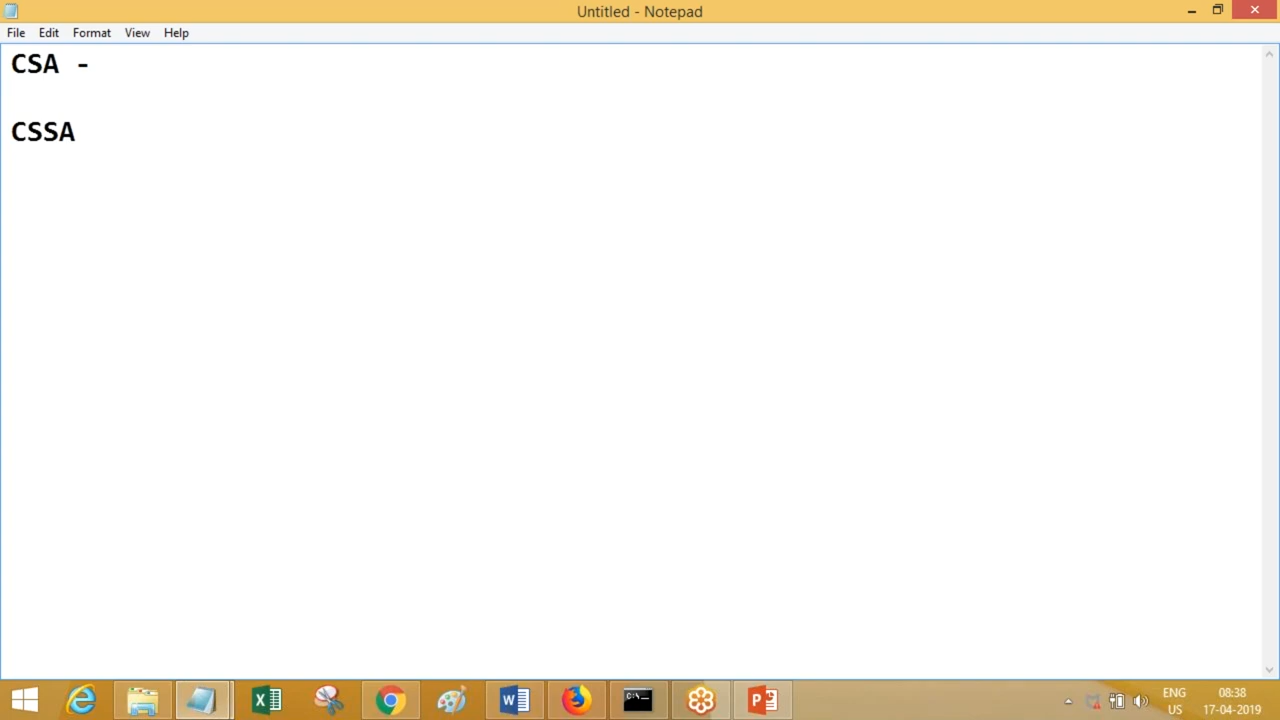 Untitled - Notepad
File Edit Format View Help
CSA -
CSSA
ENG 08:38
US 17-04-2019